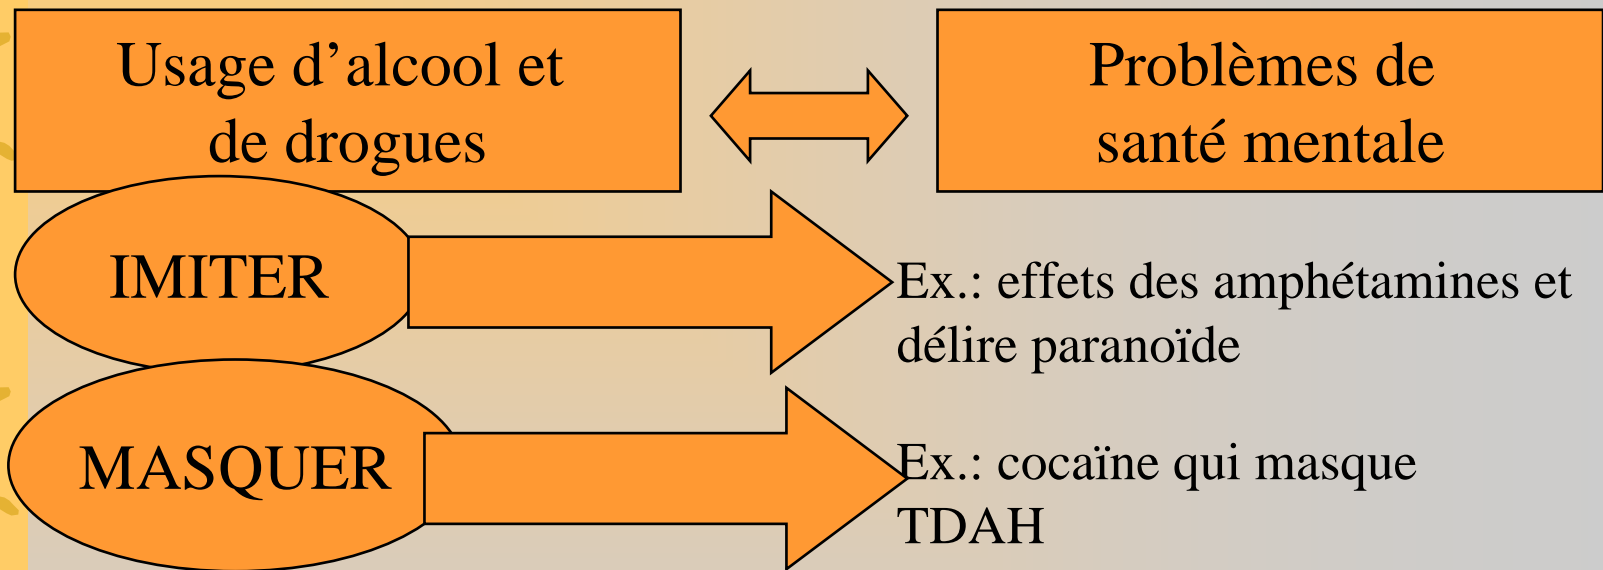 Usage d’alcool et
de drogues
Problèmes de
santé mentale
IMITER
Ex.: effets des amphétamines et
délire paranoïde
MASQUER
Ex.: cocaïne qui masque
TDAH